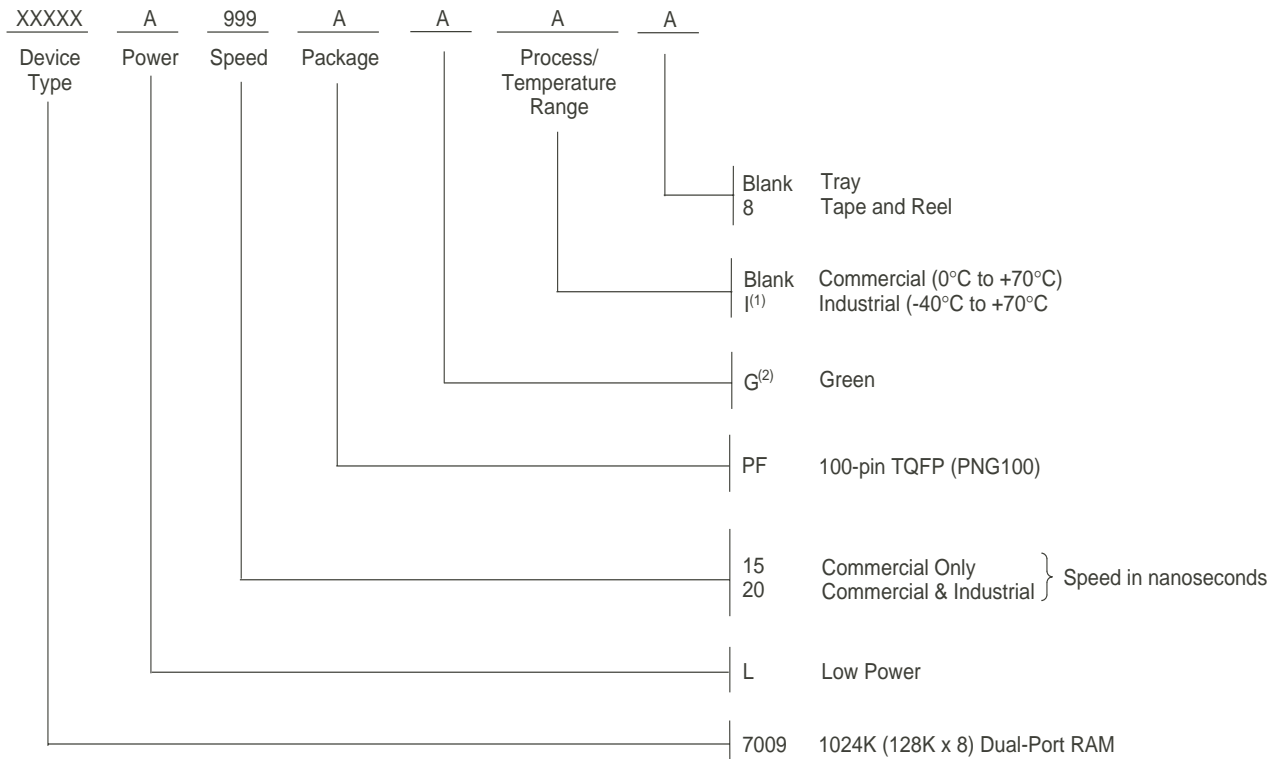 XXXXX A 999 A A A A
Device Type Power Speed Package Process/ Temperature Range
Blank Tray
8 Tape and Reel
Blank Commercial (0°C to +70°C)
I(1) Industrial (-40°C to +70°C
G(2) Green
PF 100-pin TQFP (PNG100)
15 Commercial Only
20 Commercial & Industrial
Speed in nanoseconds
L Low Power
7009 1024K (128K x 8) Dual-Port RAM